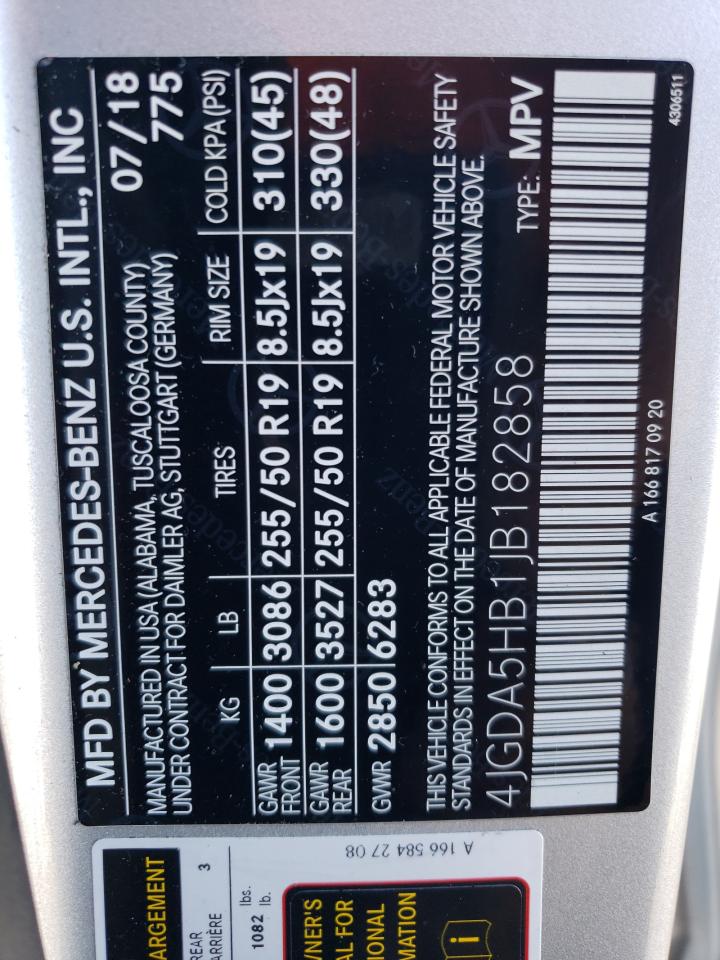 MFD BY MERCEDES-BENZ U.S. INTL., INC
MANUFACTURED IN USA (ALABAMA, TUSCALOOSA COUNTY) 07/18
UNDER CONTRACT FOR DAIMLER AG, STUTTGART (GERMANY) 775
KG LB TIRES RIM SIZE COLD KPA (PSI)
GAWR FRONT 1400 3086 255/50 R19 8.5Jx19 310(45)
GAWR REAR 1600 3527 255/50 R19 8.5Jx19 330(48)
GVWR 2850 6283
THIS VEHICLE CONFORMS TO ALL APPLICABLE FEDERAL MOTOR VEHICLE SAFETY
STANDARDS IN EFFECT ON THE DATE OF MANUFACTURE SHOWN ABOVE.
4JGDA5HB1JB182858 TYPE: MPV
A 166 817 09 20 4306511
ARGEMENT
REAR 3
ARRIÈRE
1082 lbs.
lb.
A 166 584 27 08
WNER'S
AL FOR
IONAL
MATION